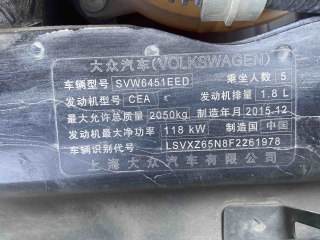 大众汽车(VOLKSWAGEN)
车辆型号 SVW6451EED 乘坐人数 5
发动机型号 CEA 发动机排量 1.8 L
最大允许总质量 2050kg 制造年月 2015-12
发动机最大净功率 118 kW 制造国 中国
车辆识别代号 LSVXZ65N8F2261978
上海大众汽车有限公司